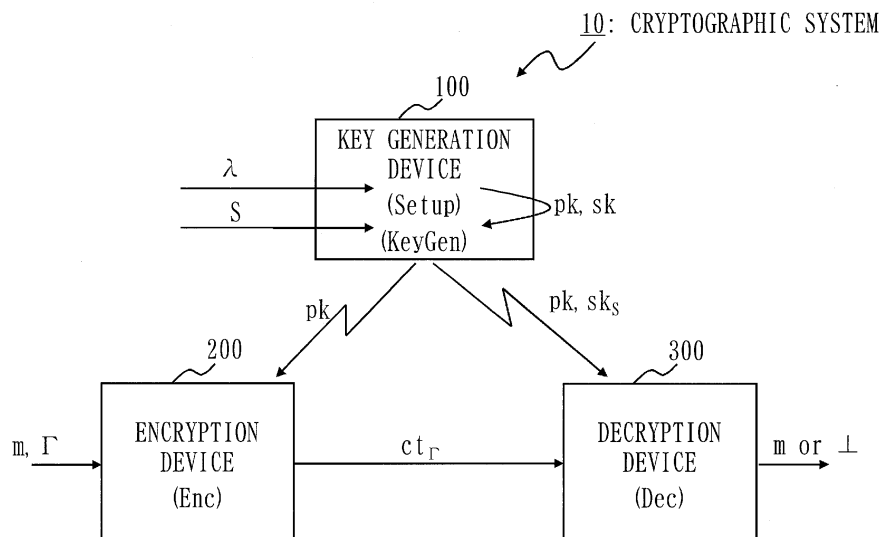 10: CRYPTOGRAPHIC SYSTEM
100
KEY GENERATION
DEVICE
(Setup)
(KeyGen)
λ
S
pk, sk
pk
pk, skS
200
300
m, Γ
ENCRYPTION
DEVICE
(Enc)
ctΓ
DECRYPTION
DEVICE
(Dec)
m or ⊥